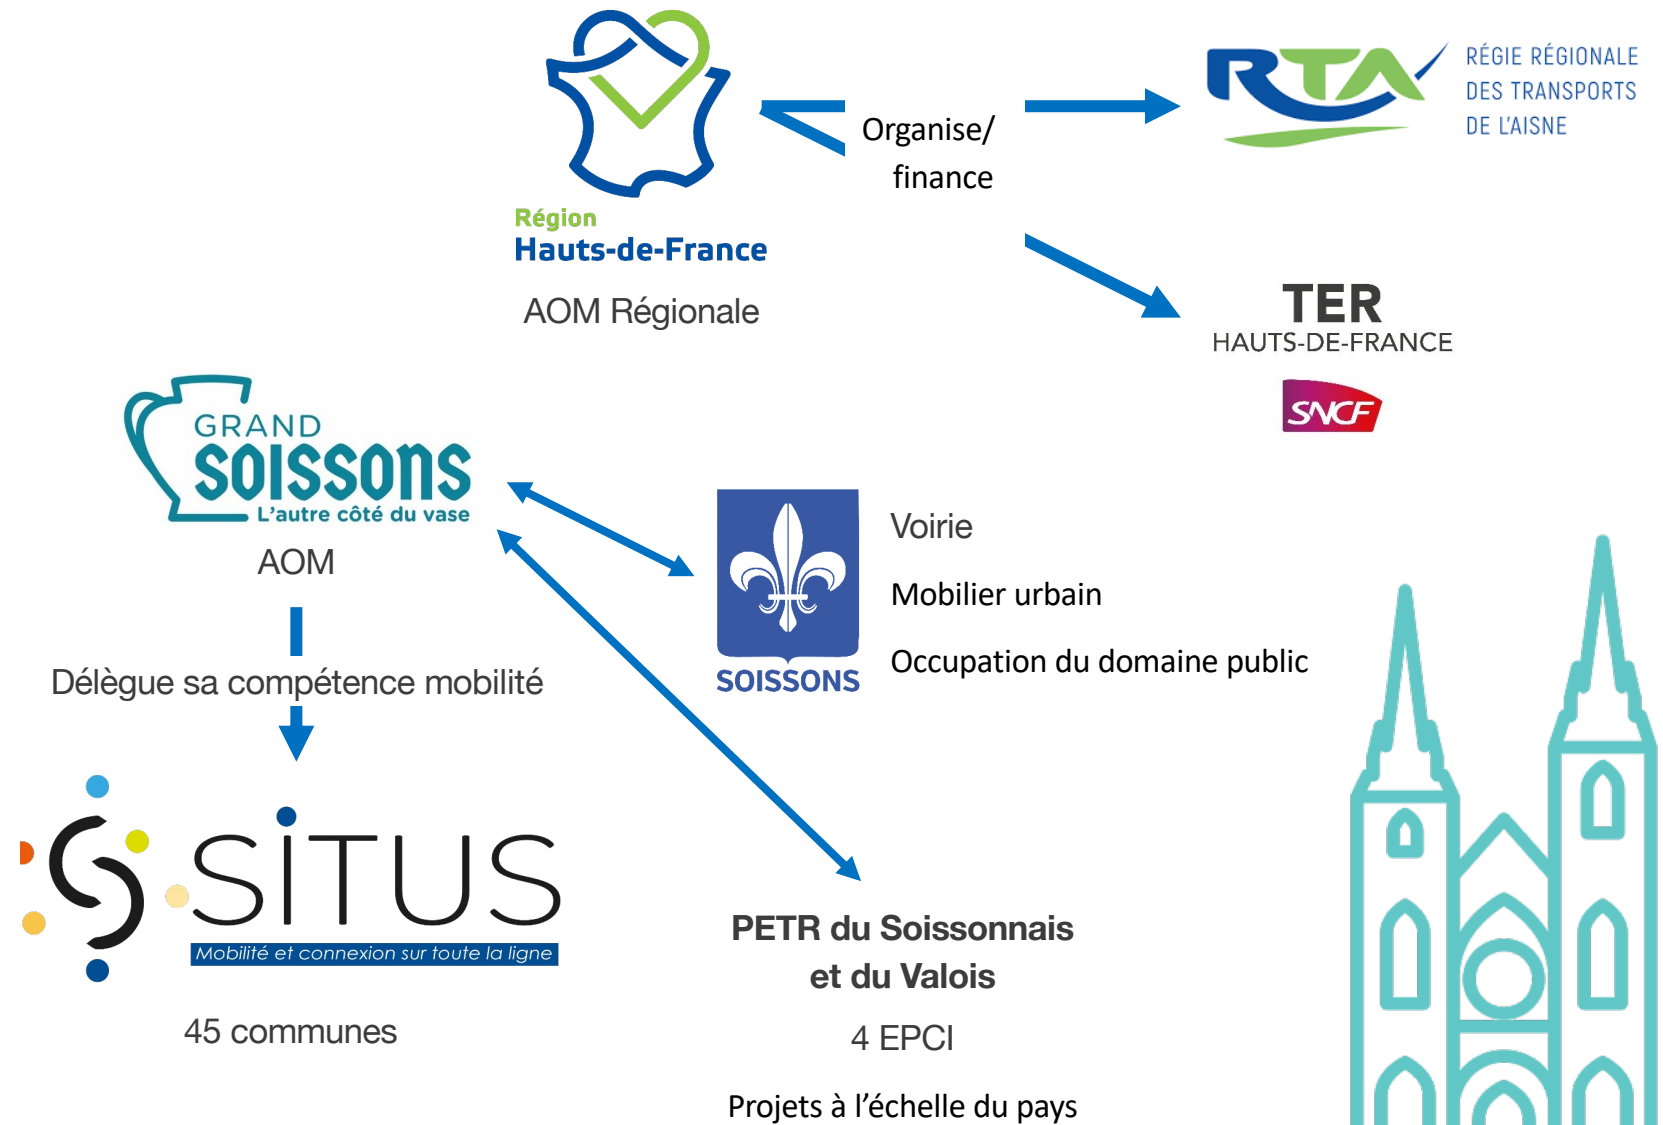 RTA
RÉGIE RÉGIONALE
DES TRANSPORTS
DE L'AISNE
Organise/
finance
Région
Hauts-de-France
AOM Régionale
TER
HAUTS-DE-FRANCE
SNCF
GRAND
SOISSONS
L'autre côté du vase
AOM
Voirie
Mobilier urbain
Occupation du domaine public
SOISSONS
Délègue sa compétence mobilité
SITUS
Mobilité et connexion sur toute la ligne
45 communes
PETR du Soissonnais
et du Valois
4 EPCI
Projets à l’échelle du pays